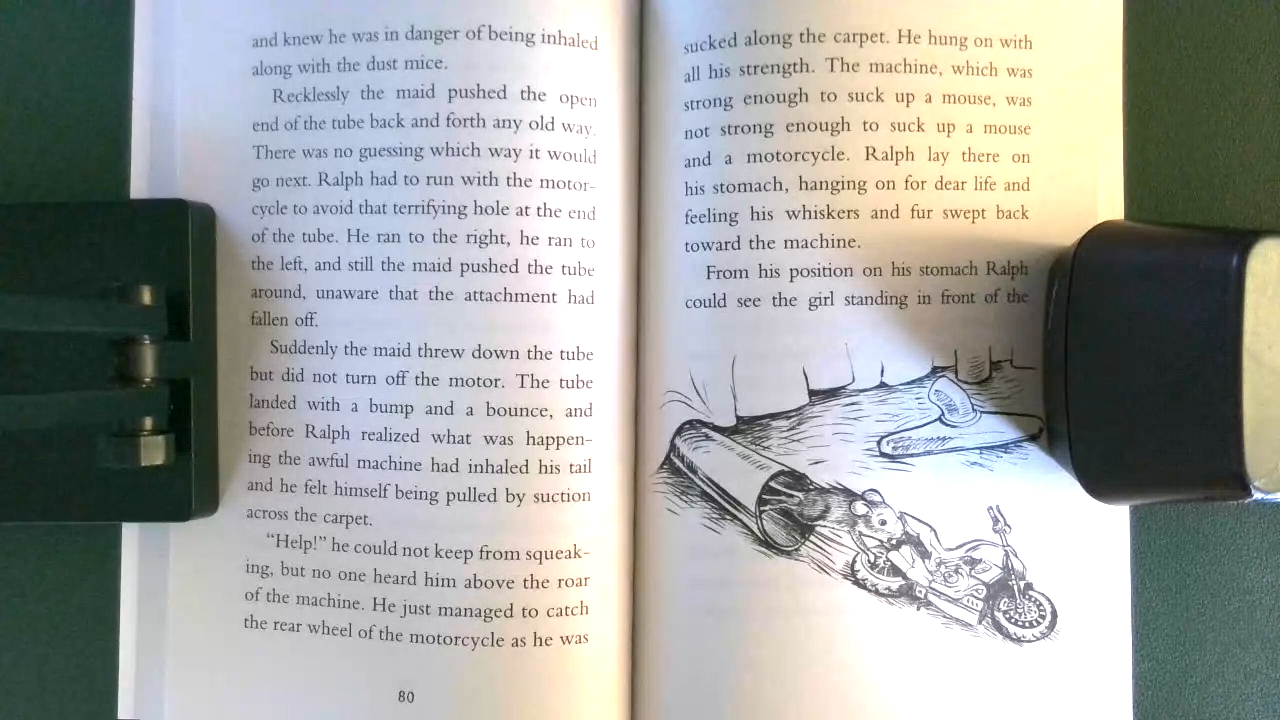 and knew he was in danger of being inhaled
along with the dust mice.
Recklessly the maid pushed the open
end of the tube back and forth any old way.
There was no guessing which way it would
go next. Ralph had to run with the motor-
cycle to avoid that terrifying hole at the end
of the tube. He ran to the right, he ran to
the left, and still the maid pushed the tube
around, unaware that the attachment had
fallen off.
Suddenly the maid threw down the tube
but did not turn off the motor. The tube
landed with a bump and a bounce, and
before Ralph realized what was happen-
ing the awful machine had inhaled his tail
and he felt himself being pulled by suction
across the carpet.
“Help!” he could not keep from squeak-
ing, but no one heard him above the roar
of the machine. He just managed to catch
the rear wheel of the motorcycle as he was
80
sucked along the carpet. He hung on with
all his strength. The machine, which was
strong enough to suck up a mouse, was
not strong enough to suck up a mouse
and a motorcycle. Ralph lay there on
his stomach, hanging on for dear life and
feeling his whiskers and fur swept back
toward the machine.
From his position on his stomach Ralph
could see the girl standing in front of the